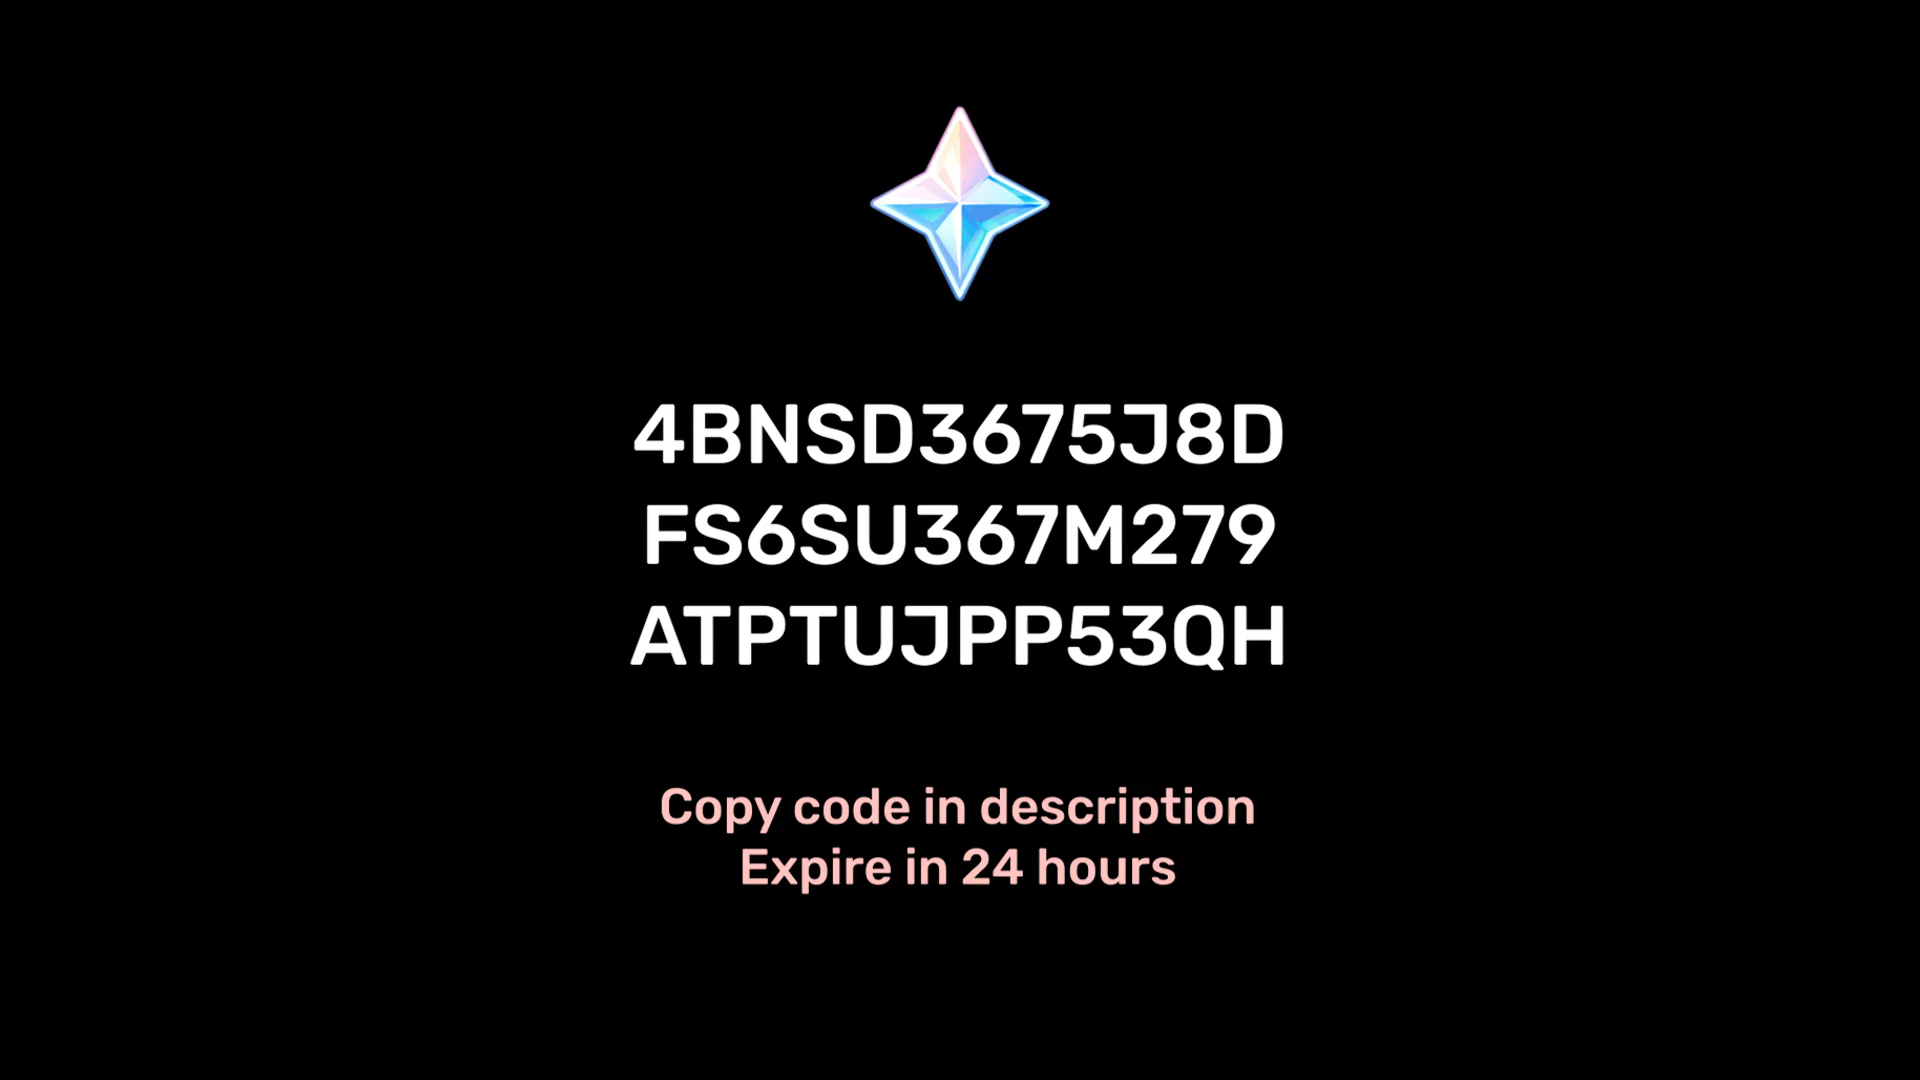 4BNSD3675J8D
FS6SU367M279
ATPTUJPP53QH
Copy code in description
Expire in 24 hours